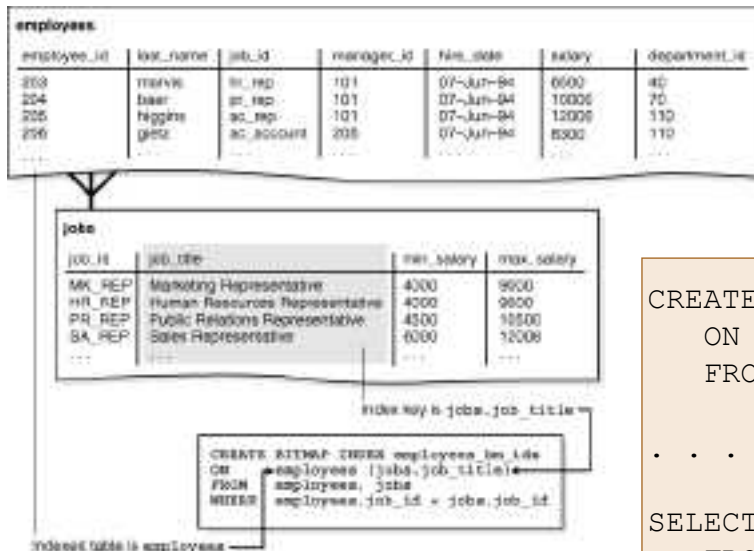 employees
employee_id last_name job_id manager_id hire_date salary department_id
203 mavris hr_rep 101 07-Jun-94 6500 40
204 baer pr_rep 101 07-Jun-94 10000 70
205 higgins ac_rep 101 07-Jun-94 12000 110
206 gietz ac_account 205 07-Jun-94 8300 110
. . . . . . . . . . . . . . . . . . . . .
jobs
job_id job_title min_salary max_salary
MK_REP Marketing Representative 4000 9000
HR_REP Human Resources Representative 4000 9000
PR_REP Public Relations Representative 4500 10500
SA_REP Sales Representative 6000 12008
. . . . . . . . . . . .
Index key is jobs.job_title
CREATE BITMAP INDEX employees_bm_idx
ON employees (jobs.job_title)
FROM employees, jobs
WHERE employees.job_id = jobs.job_id
Indexed table is employees
CREATE
ON
FRO
. . .
SELECT